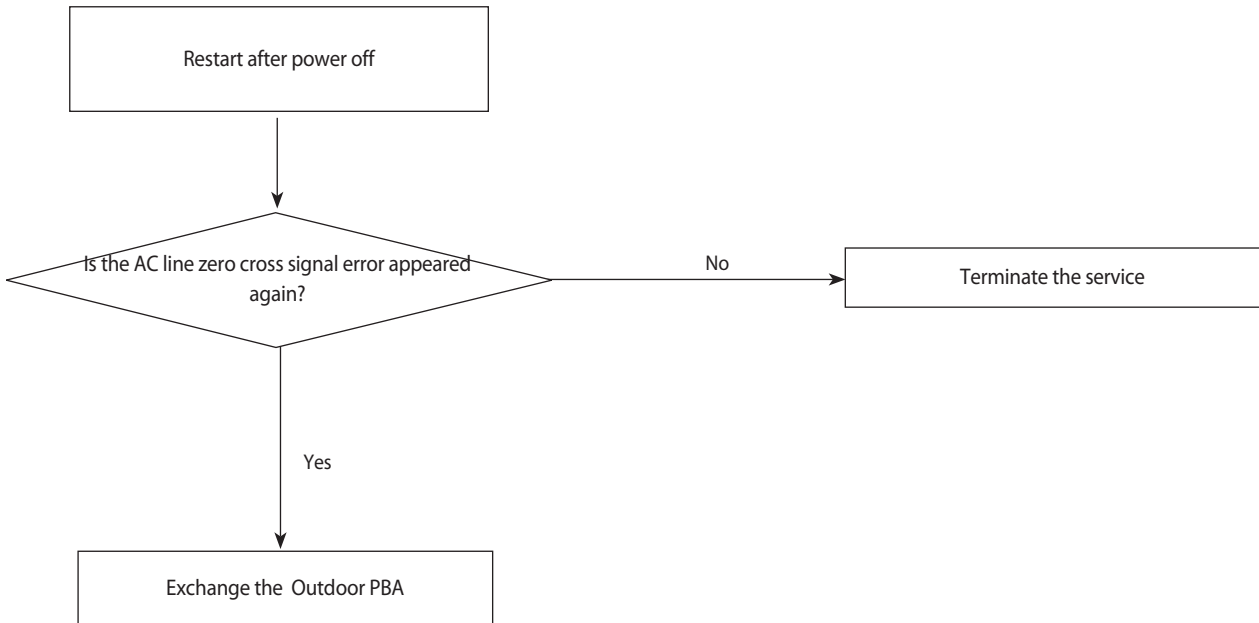 Restart after power off
Is the AC line zero cross signal error appeared
again?
No
Terminate the service
Yes
Exchange the Outdoor PBA